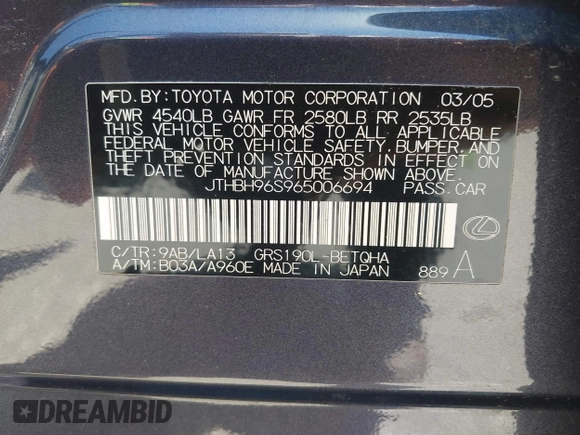 MFD.BY:TOYOTA MOTOR CORPORATION 03/05
GVWR 4540LB GAWR FR 2580LB RR 2535LB
THIS VEHICLE CONFORMS TO ALL APPLICABLE
FEDERAL MOTOR VEHICLE SAFETY,BUMPER,AND
THEFT PREVENTION STANDARDS IN EFFECT ON
THE DATE OF MANUFACTURE SHOWN ABOVE.
JTHBH96S965006694 PASS.CAR
C/TR:9AB/LA13 GRS190L-BETQHA
A/TM:B03A/A960E MADE IN JAPAN 889 A
DREAMBID